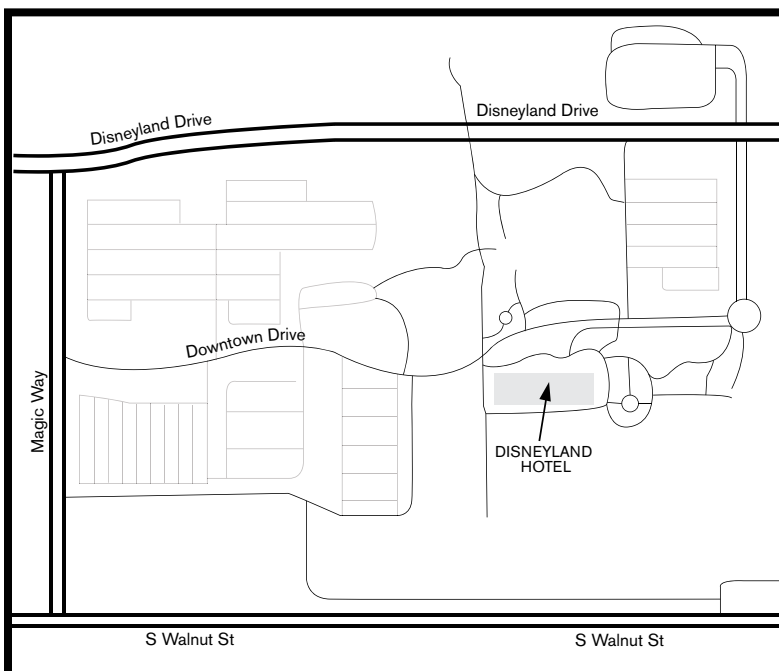 Disneyland Drive
Disneyland Drive
Downtown Drive
Magic Way
DISNEYLAND
HOTEL
S Walnut St
S Walnut St